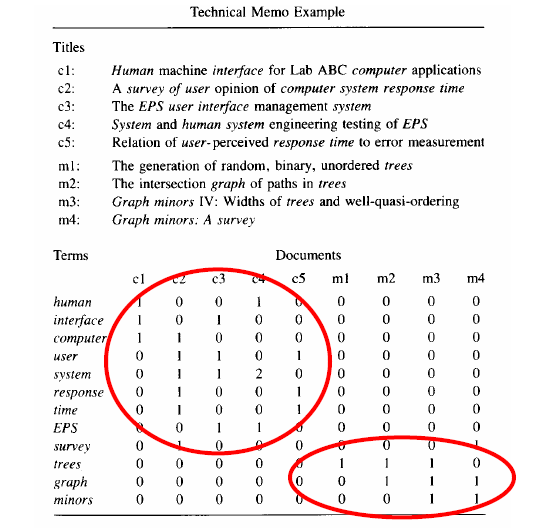 Technical Memo Example
Titles
c1: Human machine interface for Lab ABC computer applications
c2: A survey of user opinion of computer system response time
c3: The EPS user interface management system
c4: System and human system engineering testing of EPS
c5: Relation of user-perceived response time to error measurement
m1: The generation of random, binary, unordered trees
m2: The intersection graph of paths in trees
m3: Graph minors IV: Widths of trees and well-quasi-ordering
m4: Graph minors: A survey
Terms Documents
c1 c2 c3 c4 c5 m1 m2 m3 m4
human 1 0 0 1 0 0 0 0 0
interface 1 0 1 0 0 0 0 0 0
computer 1 1 0 0 0 0 0 0 0
user 0 1 1 0 1 0 0 0 0
system 0 1 1 2 0 0 0 0 0
response 0 1 0 0 1 0 0 0 0
time 0 1 0 0 1 0 0 0 0
EPS 0 0 1 1 0 0 0 0 0
survey 0 1 0 0 0 0 0 0 1
trees 0 0 0 0 0 1 1 1 0
graph 0 0 0 0 0 0 1 1 1
minors 0 0 0 0 0 0 0 1 1